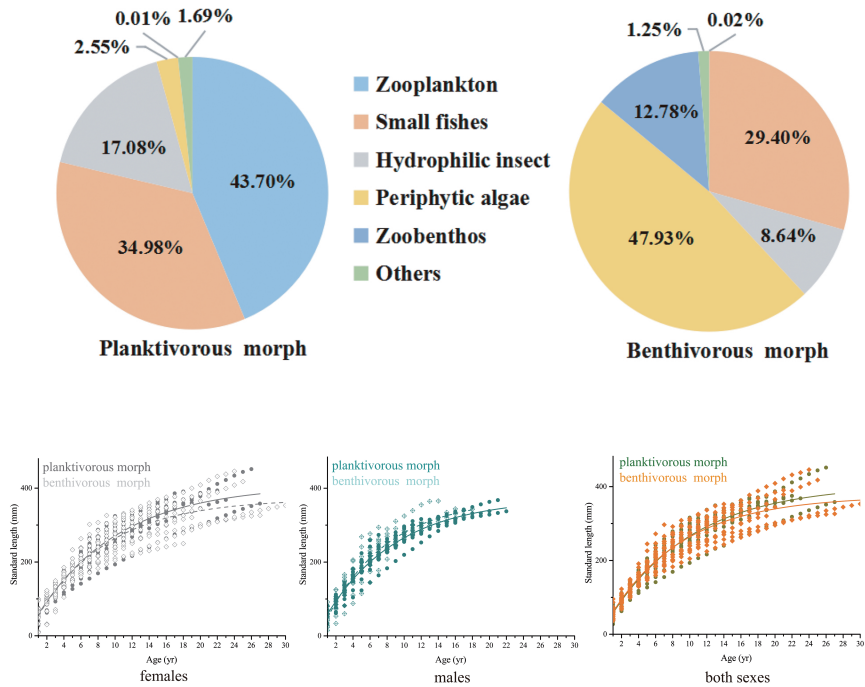 0.01%
1.69%
2.55%
17.08%
43.70%
34.98%
Planktivorous morph
Zooplankton
Small fishes
Hydrophilic insect
Periphytic algae
Zoobenthos
Others
1.25%
0.02%
12.78%
29.40%
47.93%
8.64%
Benthivorous morph
planktivorous morph
benthivorous morph
Standard length (mm)
400
200
0
2 4 6 8 10 12 14 16 18 20 22 24 26 28 30
Age (yr)
females
planktivorous morph
benthivorous morph
Standard length (mm)
400
200
0
2 4 6 8 10 12 14 16 18 20 22 24 26 28 30
Age (yr)
males
planktivorous morph
benthivorous morph
Standard length (mm)
400
200
0
2 4 6 8 10 12 14 16 18 20 22 24 26 28 30
Age (yr)
both sexes